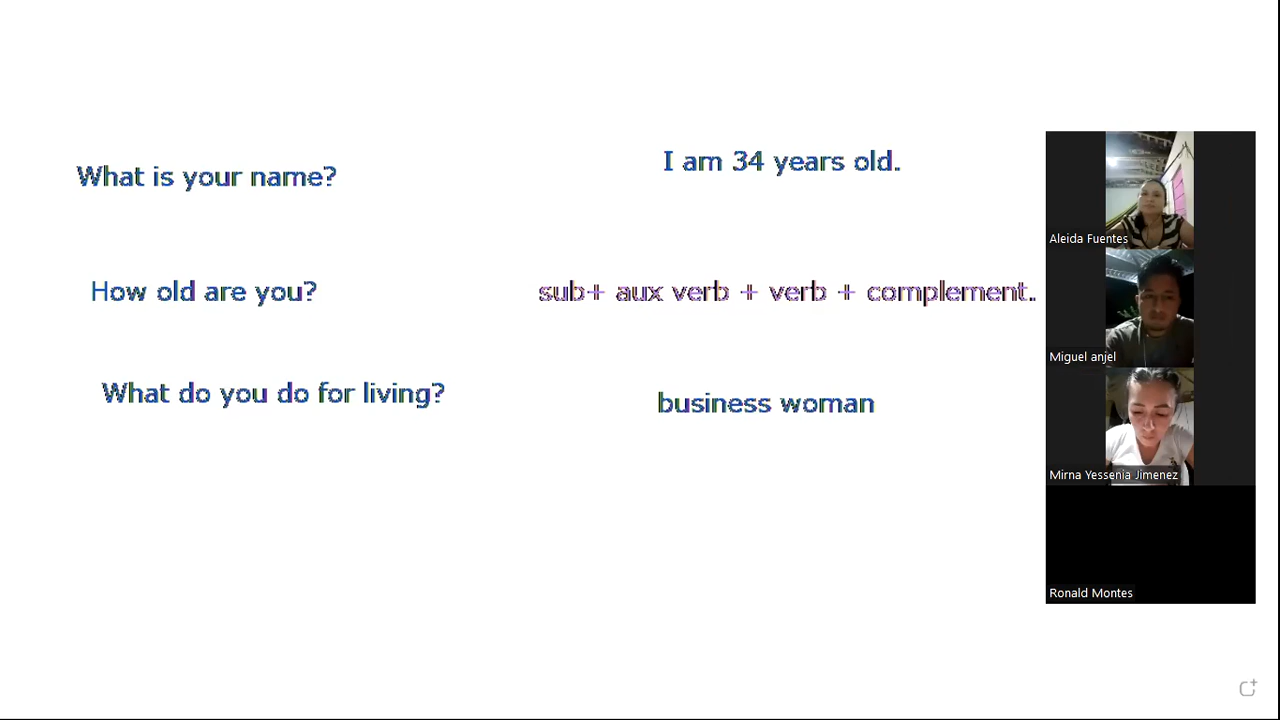 What is your name?
I am 34 years old.
How old are you?
sub+ aux verb + verb + complement.
What do you do for living?
business woman
Aleida Fuentes
Miguel anjel
Mirna Yessenia Jimenez
Ronald Montes